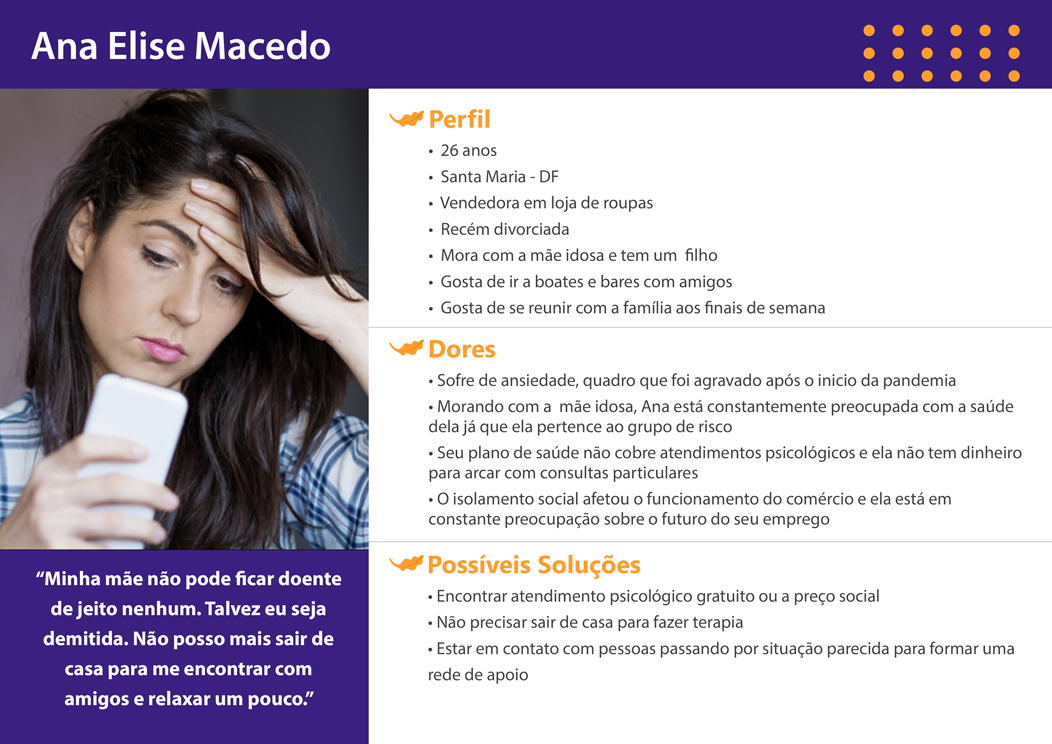 Ana Elise Macedo
Perfil
• 26 anos
• Santa Maria - DF
• Vendedora em loja de roupas
• Recém divorciada
• Mora com a mãe idosa e tem um  filho
• Gosta de ir a boates e bares com amigos
• Gosta de se reunir com a família aos finais de semana
Dores
• Sofre de ansiedade, quadro que foi agravado após o inicio da pandemia
• Morando com a  mãe idosa, Ana está constantemente preocupada com a saúde
dela já que ela pertence ao grupo de risco
• Seu plano de saúde não cobre atendimentos psicológicos e ela não tem dinheiro
para arcar com consultas particulares
• O isolamento social afetou o funcionamento do comércio e ela está em
constante preocupação sobre o futuro do seu emprego
Possíveis Soluções
• Encontrar atendimento psicológico gratuito ou a preço social
• Não precisar sair de casa para fazer terapia
• Estar em contato com pessoas passando por situação parecida para formar uma
rede de apoio
“Minha mãe não pode ficar doente
de jeito nenhum. Talvez eu seja
demitida. Não posso mais sair de
casa para me encontrar com
amigos e relaxar um pouco.”